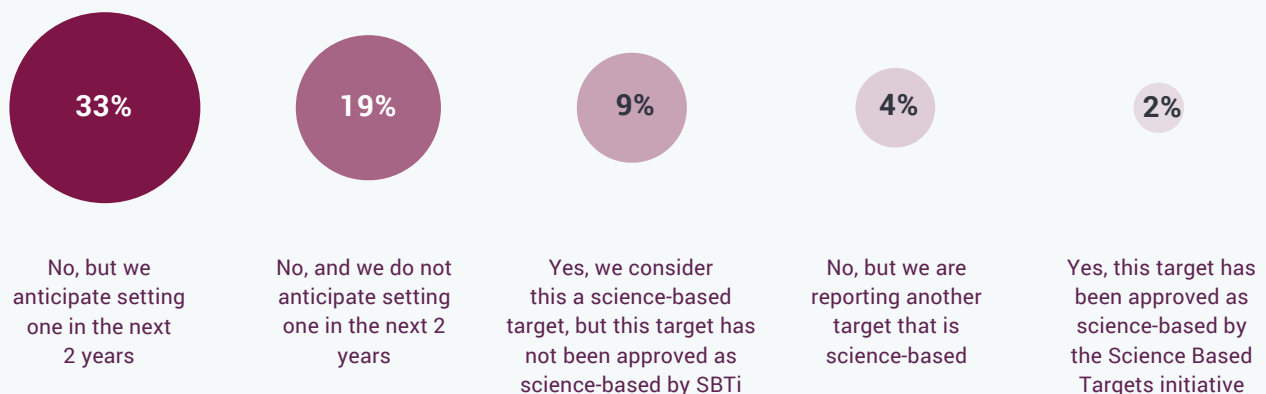 33%
19%
9%
4%
2%
No, but we
anticipate setting
one in the next
2 years
No, and we do not
anticipate setting
one in the next 2
years
Yes, we consider
this a science-based
target, but this target has
not been approved as
science-based by SBTi
No, but we are
reporting another
target that is
science-based
Yes, this target has
been approved as
science-based by
the Science Based
Targets initiative